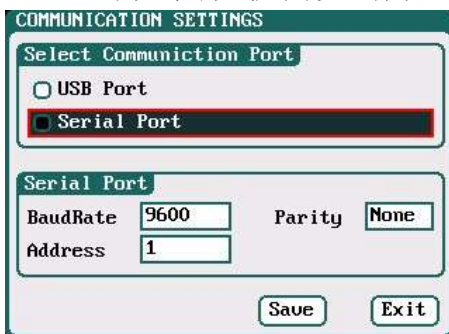 COMMUNICATION SETTINGS
Select Communiction Port
USB Port
Serial Port
Serial Port
BaudRate 9600 Parity None
Address 1
Save Exit